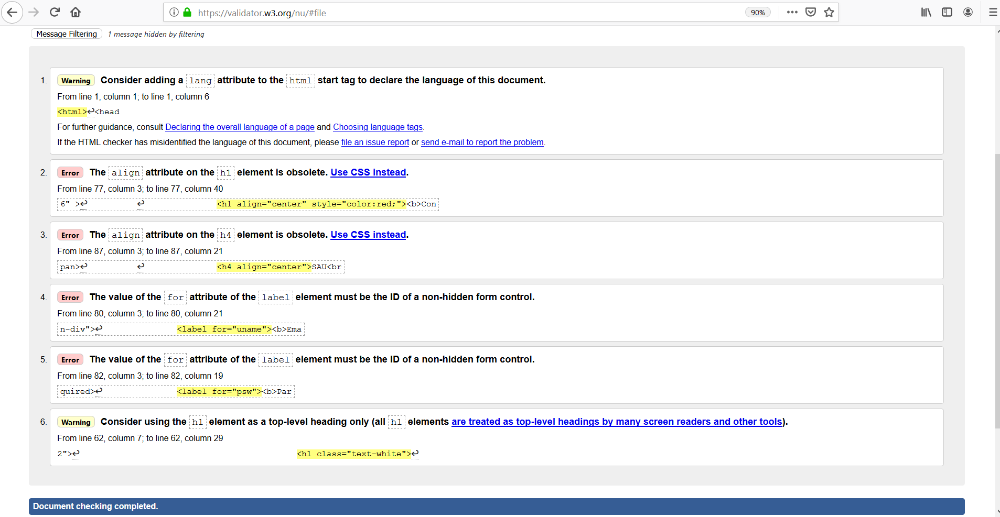 https://validator.w3.org/nu/#file
90%
Message Filtering 1 message hidden by filtering
1. Warning Consider adding a lang attribute to the html start tag to declare the language of this document.
From line 1, column 1; to line 1, column 6
<html>↩<head
For further guidance, consult Declaring the overall language of a page and Choosing language tags.
If the HTML checker has misidentified the language of this document, please file an issue report or send e-mail to report the problem.
2. Error The align attribute on the h1 element is obsolete. Use CSS instead.
From line 77, column 3; to line 77, column 40
6" >↩ ↩ <h1 align="center" style="color:red;"><b>Con
3. Error The align attribute on the h4 element is obsolete. Use CSS instead.
From line 87, column 3; to line 87, column 21
pan>↩ ↩ <h4 align="center">SAU<br
4. Error The value of the for attribute of the label element must be the ID of a non-hidden form control.
From line 80, column 3; to line 80, column 21
n-div">↩ <label for="uname"><b>Ema
5. Error The value of the for attribute of the label element must be the ID of a non-hidden form control.
From line 82, column 3; to line 82, column 19
quired>↩ <label for="psw"><b>Par
6. Warning Consider using the h1 element as a top-level heading only (all h1 elements are treated as top-level headings by many screen readers and other tools).
From line 62, column 7; to line 62, column 29
2">↩ <h1 class="text-white">↩
Document checking completed.